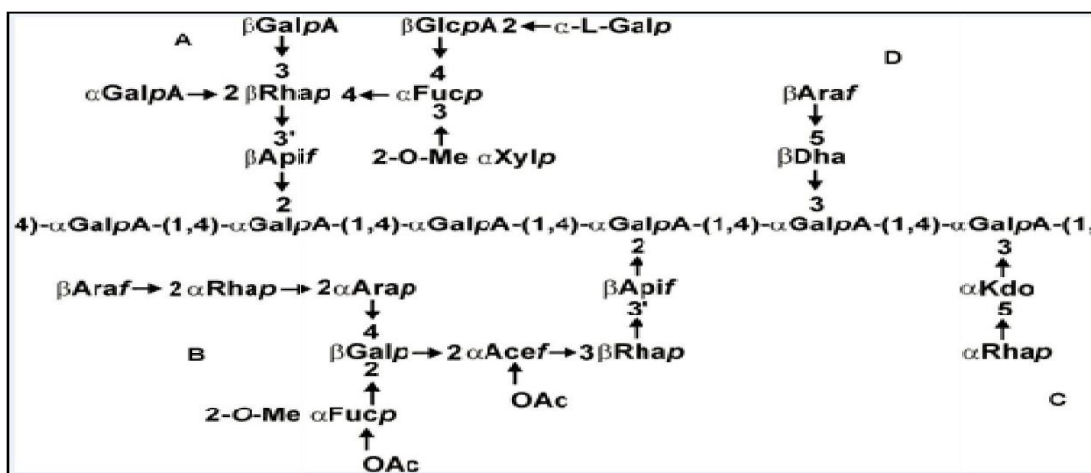 A βGalpA βGlcpA 2←α-L-Galp
↓ ↓ D
3 4
αGalpA→2 βRhap 4←αFucp βAraf
↓ 3 ↓
3' ↑ 5
βApif 2-O-Me αXylp βDha
↓ ↓
2 3
4)-αGalpA-(1,4)-αGalpA-(1,4)-αGalpA-(1,4)-αGalpA-(1,4)-αGalpA-(1,4)-αGalpA-(1,
2 3
↑ ↑
βAraf→2 αRhap→2αArap βApif αKdo
↓ 3' 5
4 ↑ ↑
B βGalp→2 αAcef→3βRhap αRhap
2 ↑
↑ OAc C
2-O-Me αFucp
↑
OAc